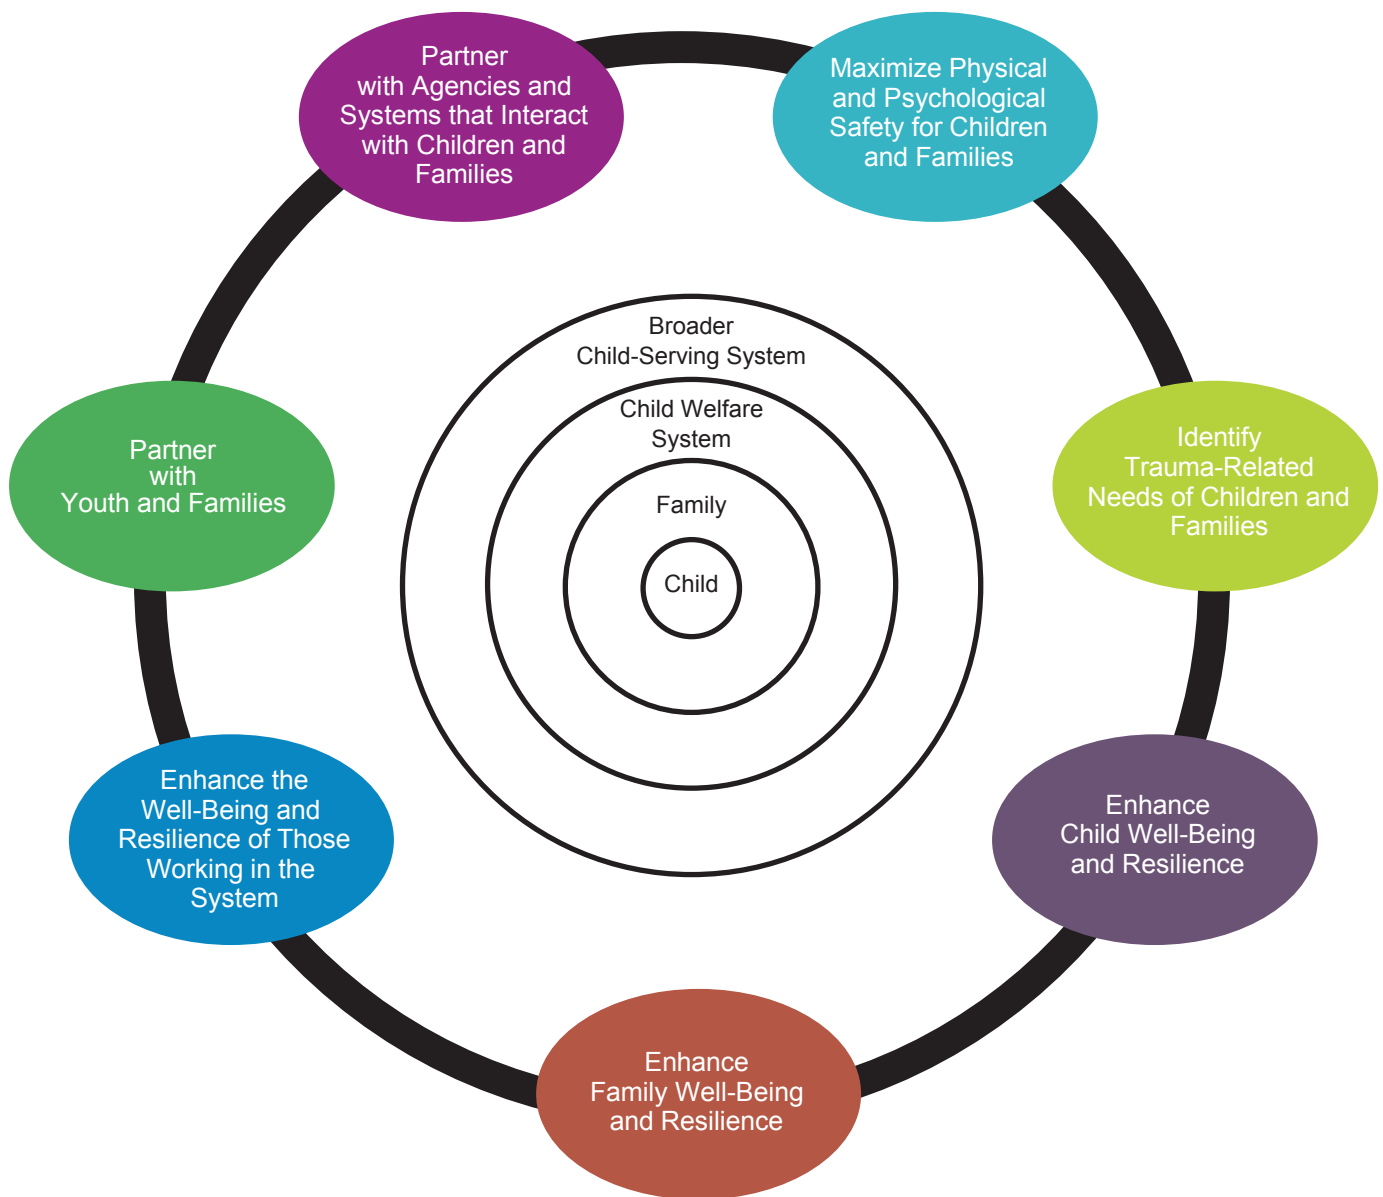 Partner
with Agencies and
Systems that Interact
with Children and
Families
Maximize Physical
and Psychological
Safety for Children
and Families
Broader
Child-Serving System
Child Welfare
System
Family
Child
Partner
with
Youth and Families
Identify
Trauma-Related
Needs of Children and
Families
Enhance the
Well-Being and
Resilience of Those
Working in the
System
Enhance
Child Well-Being
and Resilience
Enhance
Family Well-Being
and Resilience